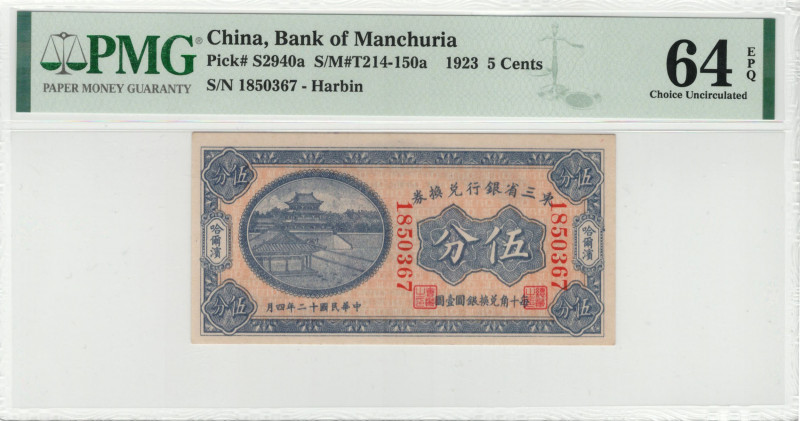 PMG
PAPER MONEY GUARANTY
China, Bank of Manchuria
Pick# S2940a S/M#T214-150a 1923 5 Cents
S/N 1850367 - Harbin
64 EPQ
Choice Uncirculated
分伍
分伍
券換兌行銀省三東
哈爾濱
1850367
分伍
1850367
哈爾濱
圓壹圓銀換兌角十每
月四年二十國民華中
分伍
分伍